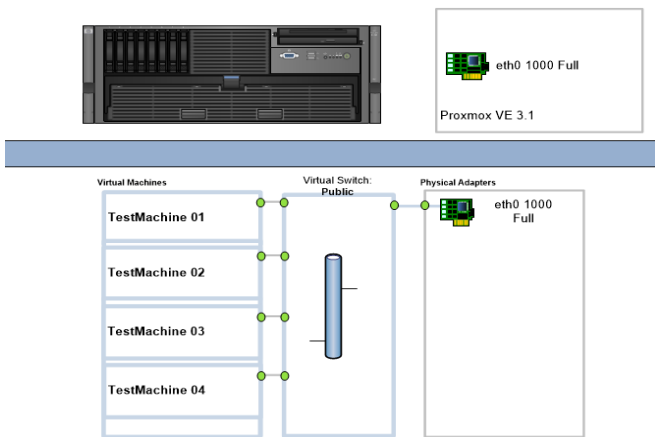 eth0 1000 Full
Proxmox VE 3.1
Virtual Machines
Virtual Switch:
Public
Physical Adapters
TestMachine 01
TestMachine 02
TestMachine 03
TestMachine 04
eth0 1000
Full